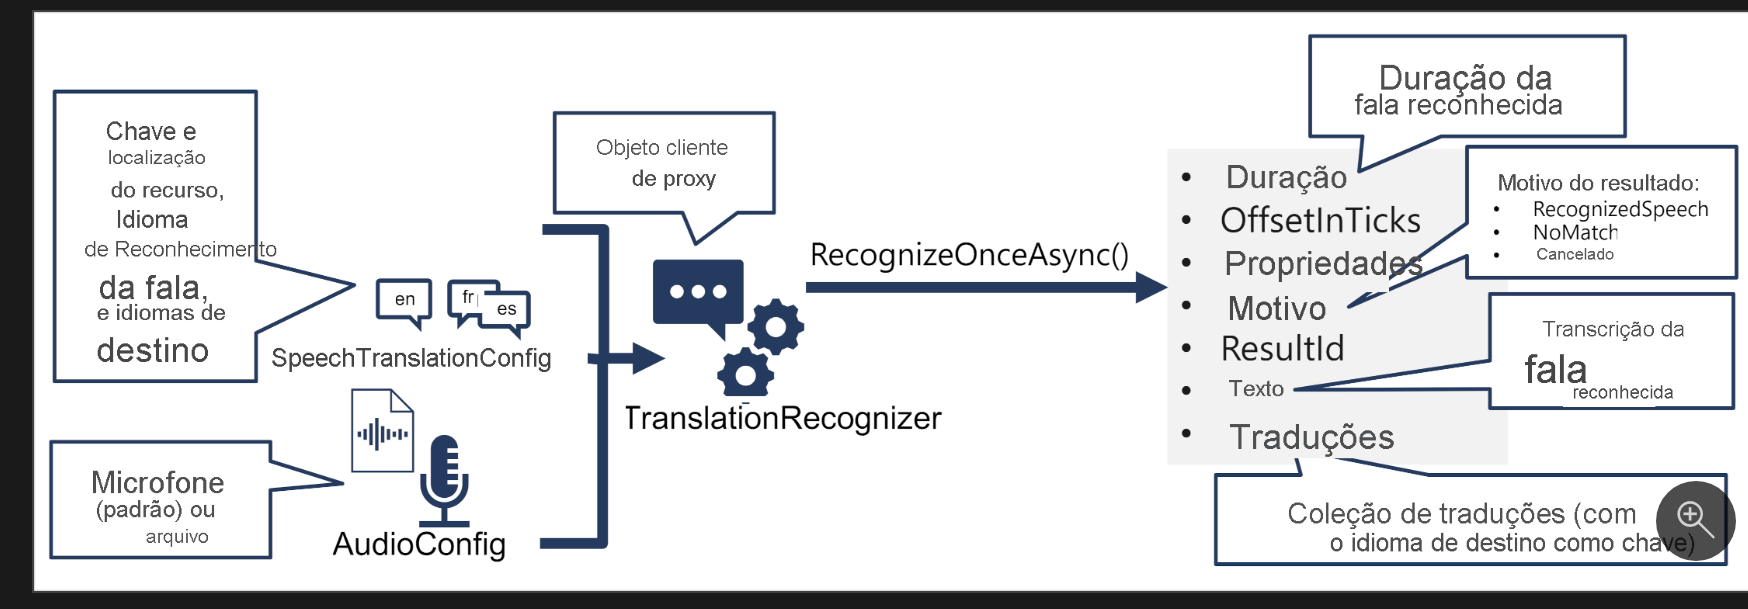 Chave e
localização
do recurso,
Idioma
de Reconhecimento
da fala,
e idiomas de
destino
en
fr
es
SpeechTranslationConfig
Microfone
(padrão) ou
arquivo
AudioConfig
Objeto cliente
de proxy
TranslationRecognizer
RecognizeOnceAsync()
Duração da
fala reconhecida
• Duração
• OffsetInTicks
• Propriedades
• Motivo
• ResultId
• Texto
• Traduções
Motivo do resultado:
• RecognizedSpeech
• NoMatch
• Cancelado
Transcrição da
fala
reconhecida
Coleção de traduções (com
o idioma de destino como chave)